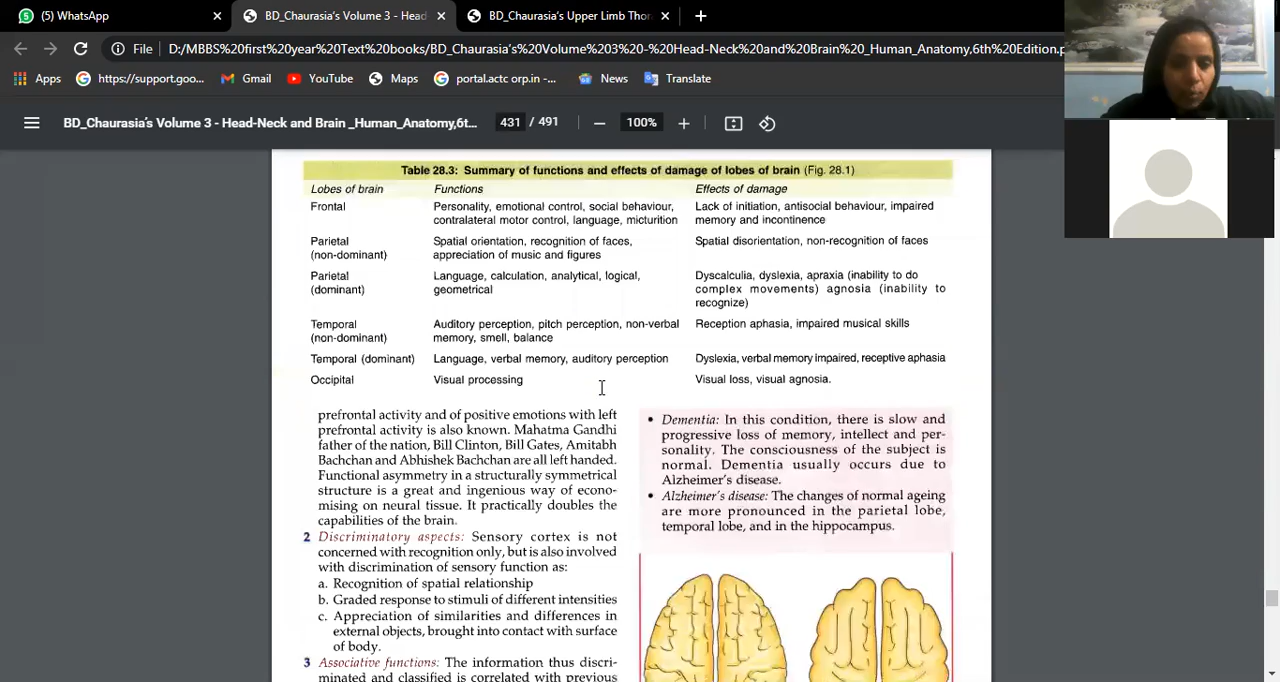 (5) WhatsApp
BD_Chaurasia's Volume 3 - Head
BD_Chaurasia's Upper Limb Thor
File
D:/MBBS%20first%20year%20Text%20books/BD_Chaurasia's%20Volume%203%20-%20Head-Neck%20and%20Brain%20_Human_Anatomy,6th%20Edition.p
Apps
https://support.goo...
Gmail
YouTube
Maps
portal.actc orp.in -...
News
Translate
BD_Chaurasia's Volume 3 - Head-Neck and Brain _Human_Anatomy,6t...
431 / 491
100%
Table 28.3: Summary of functions and effects of damage of lobes of brain (Fig. 28.1)
Lobes of brain Functions Effects of damage
Frontal Personality, emotional control, social behaviour, Lack of initiation, antisocial behaviour, impaired
contralateral motor control, language, micturition memory and incontinence
Parietal Spatial orientation, recognition of faces, Spatial disorientation, non-recognition of faces
(non-dominant) appreciation of music and figures
Parietal Language, calculation, analytical, logical, Dyscalculia, dyslexia, apraxia (inability to do
(dominant) geometrical complex movements) agnosia (inability to
recognize)
Temporal Auditory perception, pitch perception, non-verbal Reception aphasia, impaired musical skills
(non-dominant) memory, smell, balance
Temporal (dominant) Language, verbal memory, auditory perception Dyslexia, verbal memory impaired, receptive aphasia
Occipital Visual processing Visual loss, visual agnosia.
prefrontal activity and of positive emotions with left
prefrontal activity is also known. Mahatma Gandhi
father of the nation, Bill Clinton, Bill Gates, Amitabh
Bachchan and Abhishek Bachchan are all left handed.
Functional asymmetry in a structurally symmetrical
structure is a great and ingenious way of econo-
mising on neural tissue. It practically doubles the
capabilities of the brain.
2 Discriminatory aspects: Sensory cortex is not
concerned with recognition only, but is also involved
with discrimination of sensory function as:
a. Recognition of spatial relationship
b. Graded response to stimuli of different intensities
c. Appreciation of similarities and differences in
external objects, brought into contact with surface
of body.
3 Associative functions: The information thus discri-
minated and classified is correlated with previous
• Dementia: In this condition, there is slow and
progressive loss of memory, intellect and per-
sonality. The consciousness of the subject is
normal. Dementia usually occurs due to
Alzheimer's disease.
• Alzheimer's disease: The changes of normal ageing
are more pronounced in the parietal lobe,
temporal lobe, and in the hippocampus.